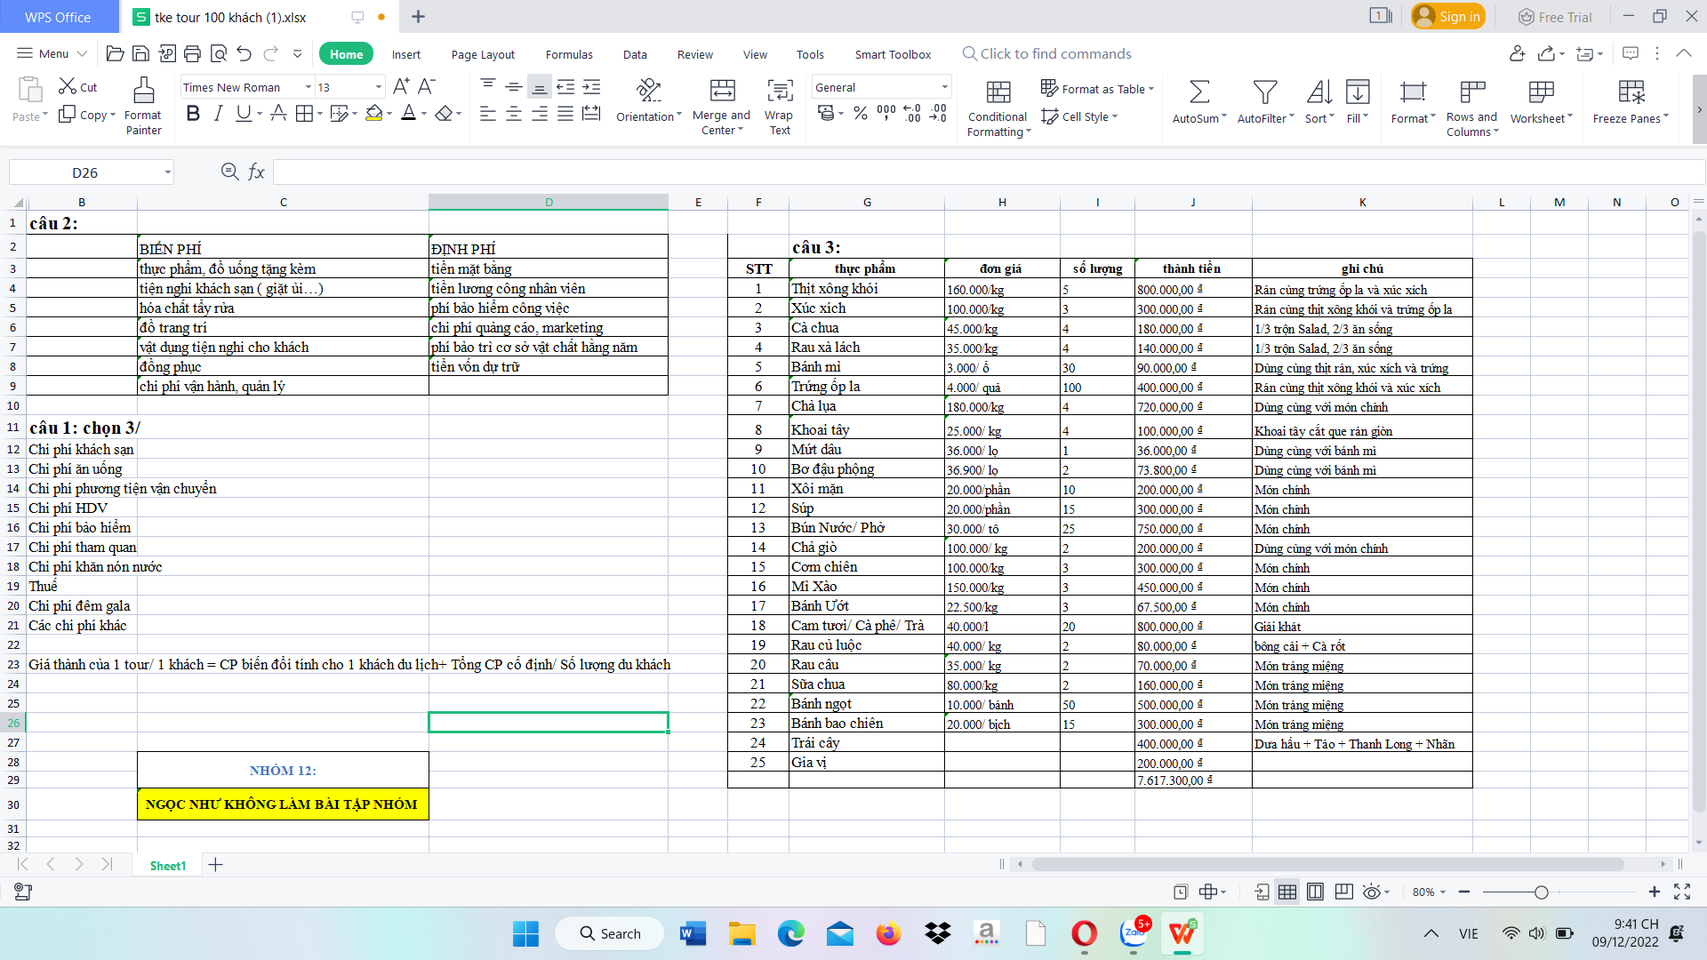 WPS Office
S tke tour 100 khách (1).xlsx
1 Sign in Free Trial
Menu Home Insert Page Layout Formulas Data Review View Tools Smart Toolbox Click to find commands
Paste Cut Copy Format Painter Times New Roman 13 Orientation Merge and Center Wrap Text General Conditional Formatting Format as Table Cell Style AutoSum AutoFilter Sort Fill Format Rows and Columns Worksheet Freeze Panes
D26 fx
B C D E F G H I J K L M N O
1 câu 2:
2 BIẾN PHÍ ĐỊNH PHÍ câu 3:
3 thực phẩm, đồ uống tặng kèm tiền mặt bằng STT thực phẩm đơn giá số lượng thành tiền ghi chú
4 tiện nghi khách sạn ( giặt ủi…) tiền lương công nhân viên 1 Thịt xông khói 160.000/kg 5 800.000,00 ₫ Rán cùng trứng ốp la và xúc xích
5 hóa chất tẩy rửa phí bảo hiểm công việc 2 Xúc xích 100.000/kg 3 300.000,00 ₫ Rán cùng thịt xông khói và trứng ốp la
6 đồ trang trí chi phí quảng cáo, marketing 3 Cà chua 45.000/kg 4 180.000,00 ₫ 1/3 trộn Salad, 2/3 ăn sống
7 vật dụng tiện nghi cho khách phí bảo trì cơ sở vật chất hằng năm 4 Rau xà lách 35.000/kg 4 140.000,00 ₫ 1/3 trộn Salad, 2/3 ăn sống
8 đồng phục tiền vốn dự trữ 5 Bánh mì 3.000/ ổ 30 90.000,00 ₫ Dùng cùng thịt rán, xúc xích và trứng
9 chi phí vận hành, quản lý 6 Trứng ốp la 4.000/ quả 100 400.000,00 ₫ Rán cùng thịt xông khói và xúc xích
10 7 Chả lụa 180.000/kg 4 720.000,00 ₫ Dùng cùng với món chính
11 câu 1: chọn 3/ 8 Khoai tây 25.000/ kg 4 100.000,00 ₫ Khoai tây cắt que rán giòn
12 Chi phí khách sạn 9 Mứt dâu 36.000/ lọ 1 36.000,00 ₫ Dùng cùng với bánh mì
13 Chi phí ăn uống 10 Bơ đậu phộng 36.900/ lọ 2 73.800,00 ₫ Dùng cùng với bánh mì
14 Chi phí phương tiện vận chuyển 11 Xôi mặn 20.000/phần 10 200.000,00 ₫ Món chính
15 Chi phí HDV 12 Súp 20.000/phần 15 300.000,00 ₫ Món chính
16 Chi phí bảo hiểm 13 Bún Nước/ Phở 30.000/ tô 25 750.000,00 ₫ Món chính
17 Chi phí tham quan 14 Chả giò 100.000/ kg 2 200.000,00 ₫ Dùng cùng với món chính
18 Chi phí khăn nón nước 15 Cơm chiên 100.000/kg 3 300.000,00 ₫ Món chính
19 Thuế 16 Mì Xào 150.000/kg 3 450.000,00 ₫ Món chính
20 Chi phí đêm gala 17 Bánh Ướt 22.500/kg 3 67.500,00 ₫ Món chính
21 Các chi phí khác 18 Cam tươi/ Cà phê/ Trà 40.000/l 20 800.000,00 ₫ Giải khát
22 19 Rau củ luộc 40.000/ kg 2 80.000,00 ₫ bông cải + Cà rốt
23 Giá thành của 1 tour/ 1 khách = CP biến đổi tính cho 1 khách du lịch+ Tổng CP cố định/ Số lượng du khách 20 Rau câu 35.000/ kg 2 70.000,00 ₫ Món tráng miệng
24 21 Sữa chua 80.000/kg 2 160.000,00 ₫ Món tráng miệng
25 22 Bánh ngọt 10.000/ bánh 50 500.000,00 ₫ Món tráng miệng
26 23 Bánh bao chiên 20.000/ bịch 15 300.000,00 ₫ Món tráng miệng
27 24 Trái cây 400.000,00 ₫ Dưa hấu + Táo + Thanh Long + Nhãn
28 NHÓM 12: 25 Gia vị 200.000,00 ₫
29 7.617.300,00 ₫
30 NGỌC NHƯ KHÔNG LÀM BÀI TẬP NHÓM
31
32
Sheet1
80%
Search 5+ Zalo VIE 9:41 CH
09/12/2022